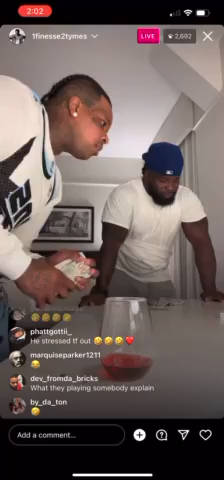 2:02
1finesse2tymes
LIVE
2,692
🤣🤣🤣🤣
phattgottii_
He stressed tf out 🤣🤣🤣❤️
marquiseparker1211
😂
dev_fromda_bricks
What they playing somebody explain
by_da_ton
🤣
Add a comment...